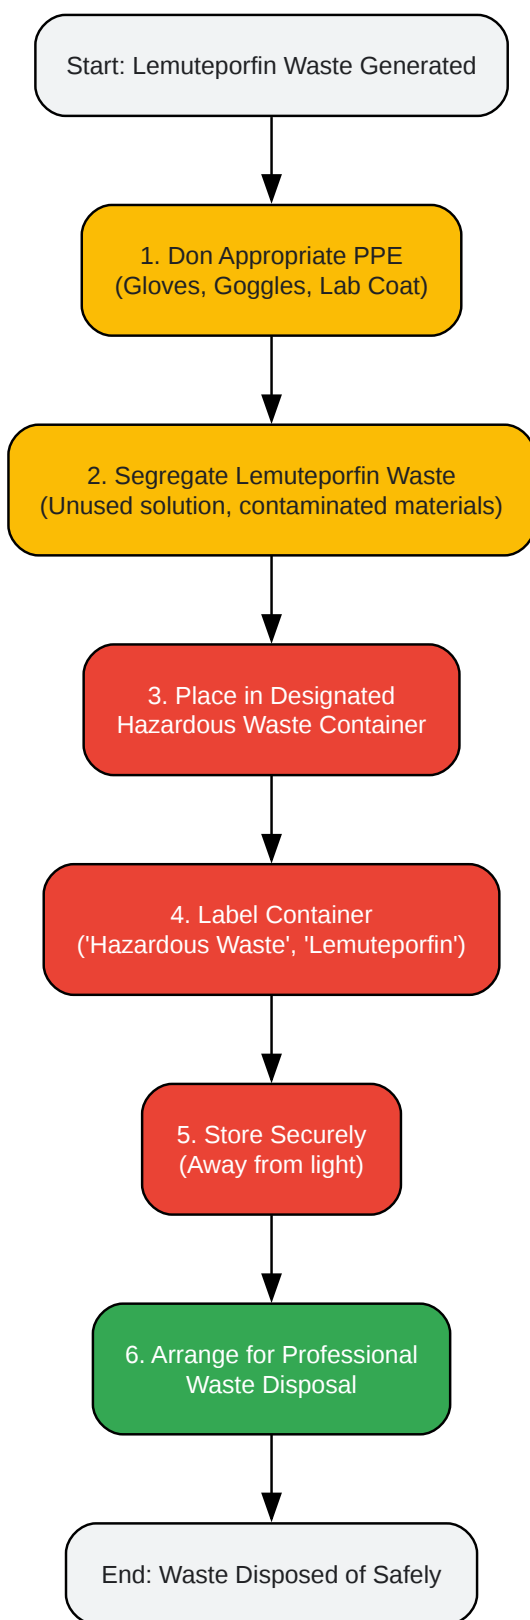 Start: Lemuteporfin Waste Generated
1. Don Appropriate PPE
(Gloves, Goggles, Lab Coat)
2. Segregate Lemuteporfin Waste
(Unused solution, contaminated materials)
3. Place in Designated
Hazardous Waste Container
4. Label Container
('Hazardous Waste', 'Lemuteporfin')
5. Store Securely
(Away from light)
6. Arrange for Professional
Waste Disposal
End: Waste Disposed of Safely